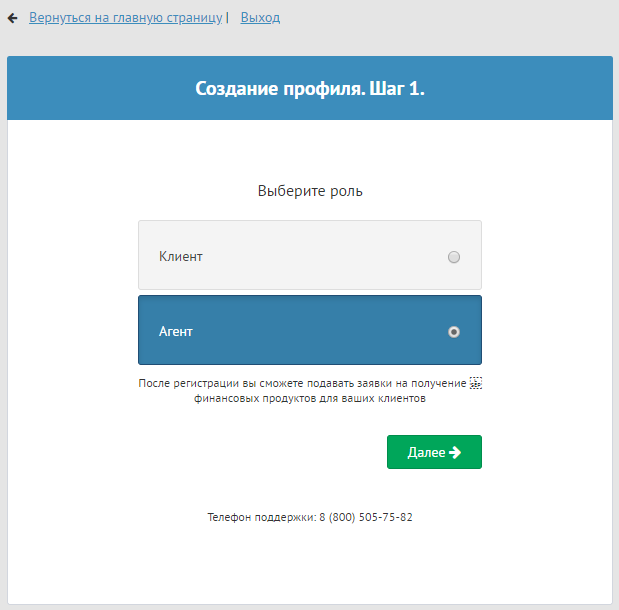 Вернуться на главную страницу | Выход
Создание профиля. Шаг 1.
Выберите роль
Клиент
Агент
После регистрации вы сможете подавать заявки на получение
финансовых продуктов для ваших клиентов
Далее
Телефон поддержки: 8 (800) 505-75-82